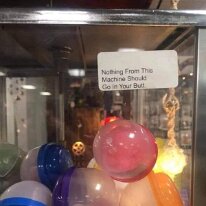 Nothing From This
Machine Should
Go in Your Butt.